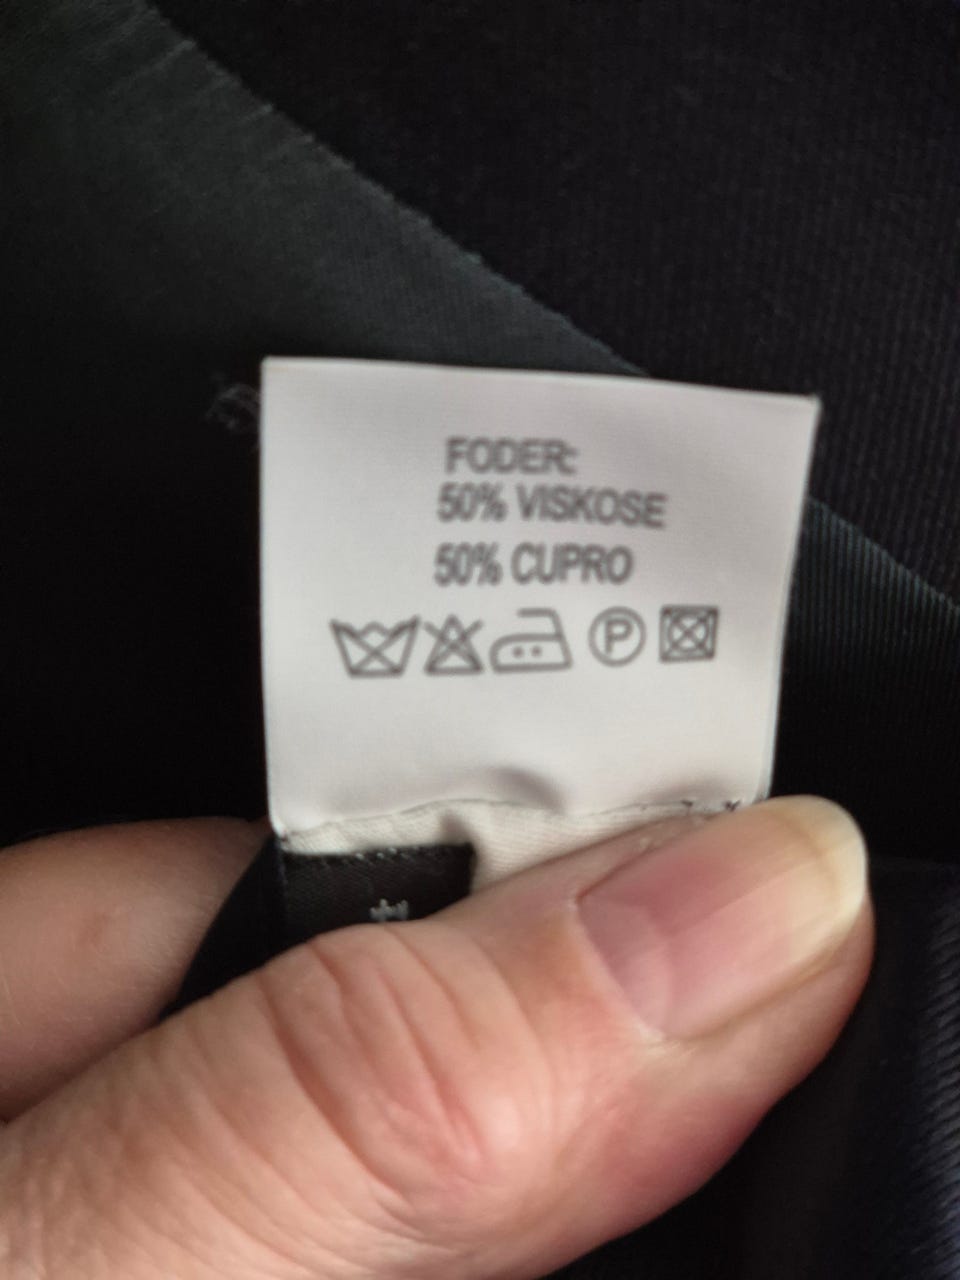 FODER:
50% VISKOSE
50% CUPRO
P